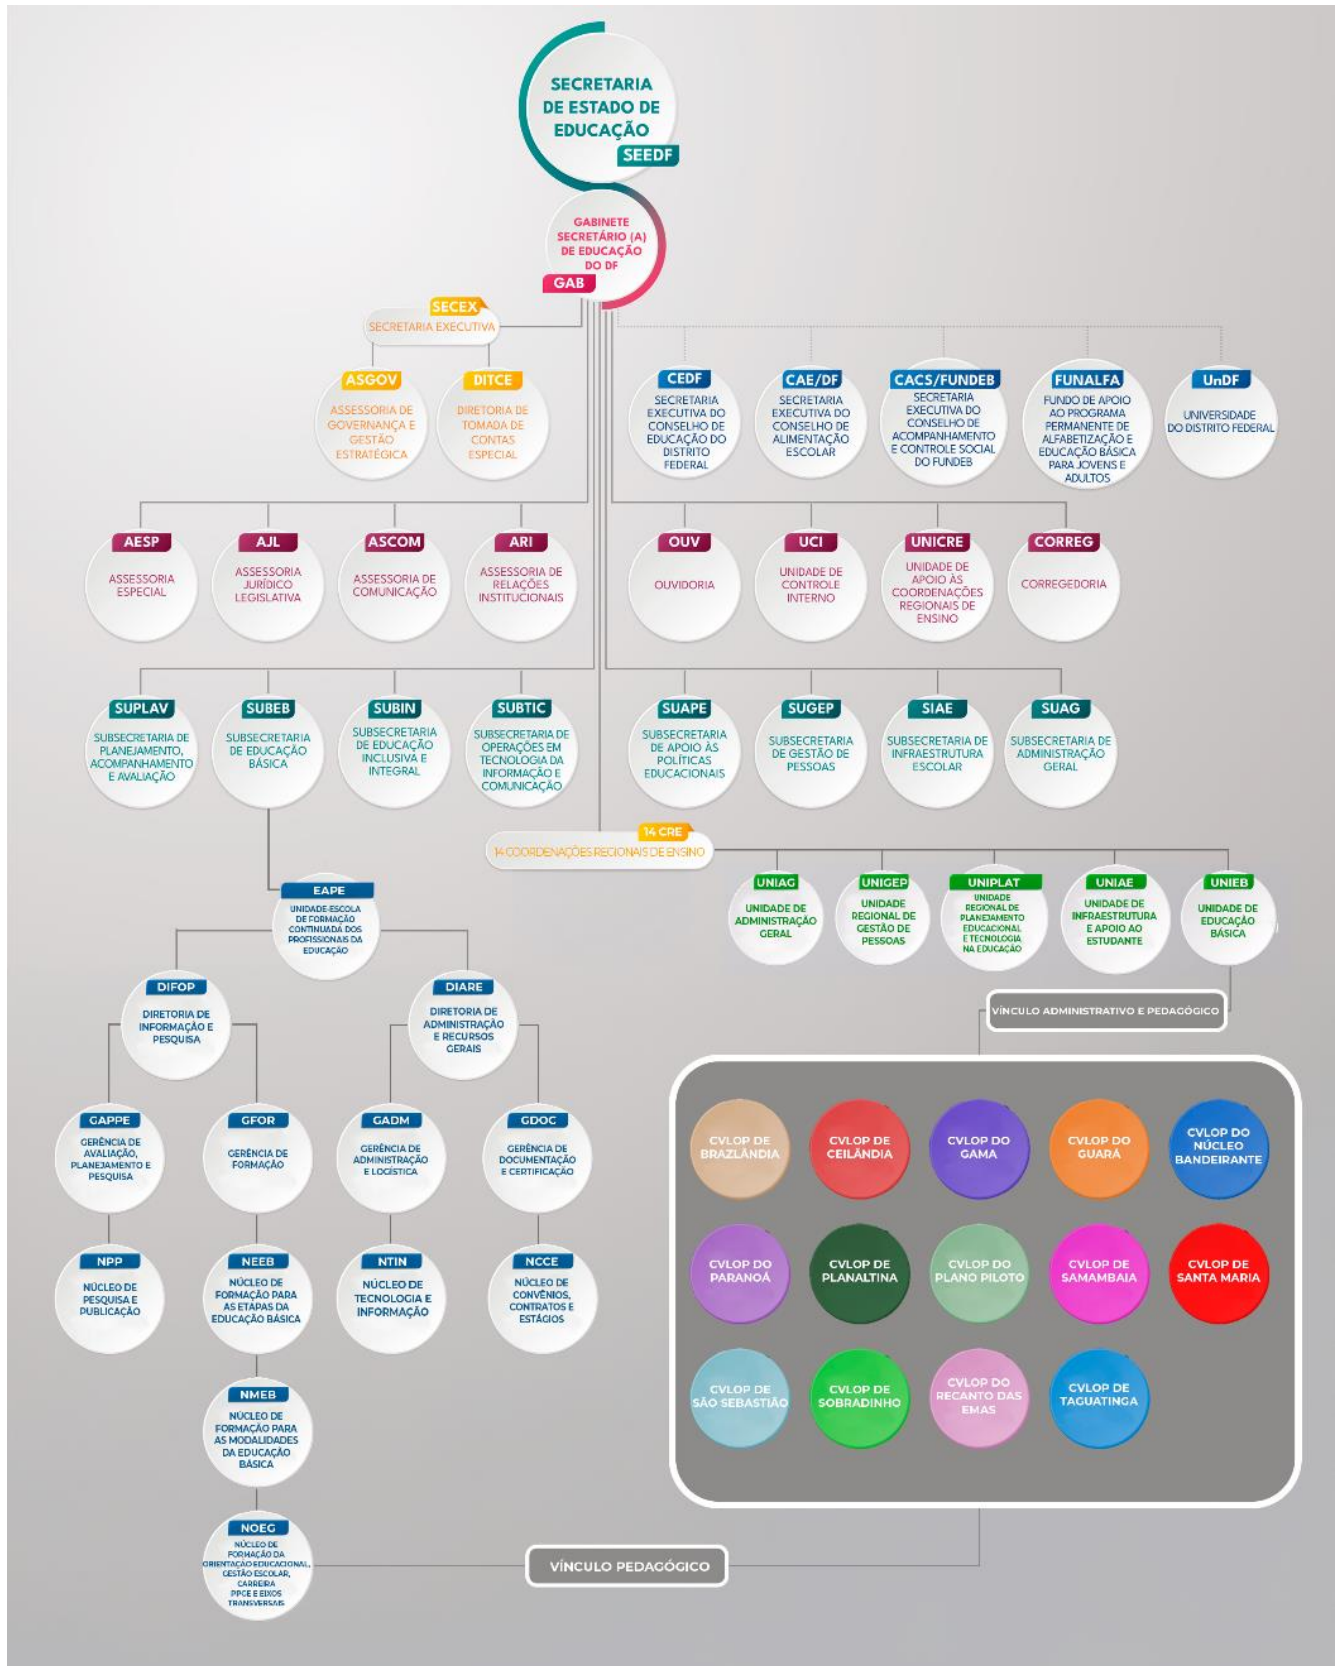 SECRETARIA
DE ESTADO DE
EDUCAÇÃO
SEEDF
GABINETE
SECRETÁRIO (A)
DE EDUCAÇÃO
DO DF
GAB
SECEX
SECRETARIA EXECUTIVA
ASGOV
ASSESSORIA DE
GOVERNANÇA E
GESTÃO
ESTRATÉGICA
DITCE
DIRETORIA DE
TOMADA DE
CONTAS
ESPECIAL
CEDF
SECRETARIA
EXECUTIVA DO
CONSELHO DE
EDUCAÇÃO DO
DISTRITO
FEDERAL
CAE/DF
SECRETARIA
EXECUTIVA DO
CONSELHO DE
ALIMENTAÇÃO
ESCOLAR
CACS/FUNDEB
SECRETARIA
EXECUTIVA DO
CONSELHO DE
ACOMPANHAMENTO
E CONTROLE SOCIAL
DO FUNDEB
FUNALFA
FUNDO DE APOIO
AO PROGRAMA
PERMANENTE DE
ALFABETIZAÇÃO E
EDUCAÇÃO BÁSICA
PARA JOVENS E
ADULTOS
UnDF
UNIVERSIDADE
DO DISTRITO FEDERAL
AESP
ASSESSORIA
ESPECIAL
AJL
ASSESSORIA
JURÍDICO
LEGISLATIVA
ASCOM
ASSESSORIA DE
COMUNICAÇÃO
ARI
ASSESSORIA DE
RELAÇÕES
INSTITUCIONAIS
OUV
OUVIDORIA
UCI
UNIDADE DE
CONTROLE
INTERNO
UNICRE
UNIDADE DE
APOIO ÀS
COORDENAÇÕES
REGIONAIS DE
ENSINO
CORREG
CORREGEDORIA
SUPLAV
SUBSECRETARIA DE
PLANEJAMENTO,
ACOMPANHAMENTO
E AVALIAÇÃO
SUBEB
SUBSECRETARIA
DE EDUCAÇÃO
BÁSICA
SUBIN
SUBSECRETARIA
DE EDUCAÇÃO
INCLUSIVA E
INTEGRAL
SUBTIC
SUBSECRETARIA DE
OPERAÇÕES EM
TECNOLOGIA DA
INFORMAÇÃO E
COMUNICAÇÃO
SUAPE
SUBSECRETARIA
DE APOIO ÀS
POLÍTICAS
EDUCACIONAIS
SUGEP
SUBSECRETARIA
DE GESTÃO DE
PESSOAS
SIAE
SUBSECRETARIA DE
INFRAESTRUTURA
ESCOLAR
SUAG
SUBSECRETARIA DE
ADMINISTRAÇÃO
GERAL
14 CRE
14 COORDENAÇÕES REGIONAIS DE ENSINO
UNIAG
UNIDADE DE
ADMINISTRAÇÃO
GERAL
UNIGEP
UNIDADE
REGIONAL DE
GESTÃO DE
PESSOAS
UNIPLAT
UNIDADE
REGIONAL DE
PLANEJAMENTO
EDUCACIONAL
E TECNOLOGIA
NA EDUCAÇÃO
UNIAE
UNIDADE DE
INFRAESTRUTURA
E APOIO AO
ESTUDANTE
UNIEB
UNIDADE DE
EDUCAÇÃO
BÁSICA
EAPE
UNIDADE-ESCOLA
DE FORMAÇÃO
CONTINUADA DOS
PROFISSIONAIS DA
EDUCAÇÃO
DIFOP
DIRETORIA DE
INFORMAÇÃO E
PESQUISA
DIARE
DIRETORIA DE
ADMINISTRAÇÃO
E RECURSOS
GERAIS
VÍNCULO ADMINISTRATIVO E PEDAGÓGICO
GAPPE
GERÊNCIA DE
AVALIAÇÃO,
PLANEJAMENTO E
PESQUISA
GFOR
GERÊNCIA DE
FORMAÇÃO
GADM
GERÊNCIA DE
ADMINISTRAÇÃO
E LOGÍSTICA
GDOC
GERÊNCIA DE
DOCUMENTAÇÃO
E CERTIFICAÇÃO
CVLOP DE
BRAZLÂNDIA
CVLOP DE
CEILÂNDIA
CVLOP DO
GAMA
CVLOP DO
GUARÁ
CVLOP DO
NÚCLEO
BANDEIRANTE
NPP
NÚCLEO DE
PESQUISA E
PUBLICAÇÃO
NEEB
NÚCLEO DE
FORMAÇÃO PARA
AS ETAPAS DA
EDUCAÇÃO BÁSICA
NTIN
NÚCLEO DE
TECNOLOGIA E
INFORMAÇÃO
NCCE
NÚCLEO DE
CONVÊNIOS,
CONTRATOS E
ESTÁGIOS
CVLOP DO
PARANOÁ
CVLOP DE
PLANALTINA
CVLOP DO
PLANO PILOTO
CVLOP DE
SAMAMBAIA
CVLOP DE
SANTA MARIA
CVLOP DE
SÃO SEBASTIÃO
CVLOP DE
SOBRADINHO
CVLOP DO
RECANTO DAS
EMAS
CVLOP DE
TAGUATINGA
NMEB
NÚCLEO DE
FORMAÇÃO PARA
AS MODALIDADES
DA EDUCAÇÃO
BÁSICA
NOEG
NÚCLEO DE
FORMAÇÃO DA
ORIENTAÇÃO EDUCACIONAL,
GESTÃO ESCOLAR,
CARREIRA
PPGE E EIXOS
TRANSVERSAIS
VÍNCULO PEDAGÓGICO